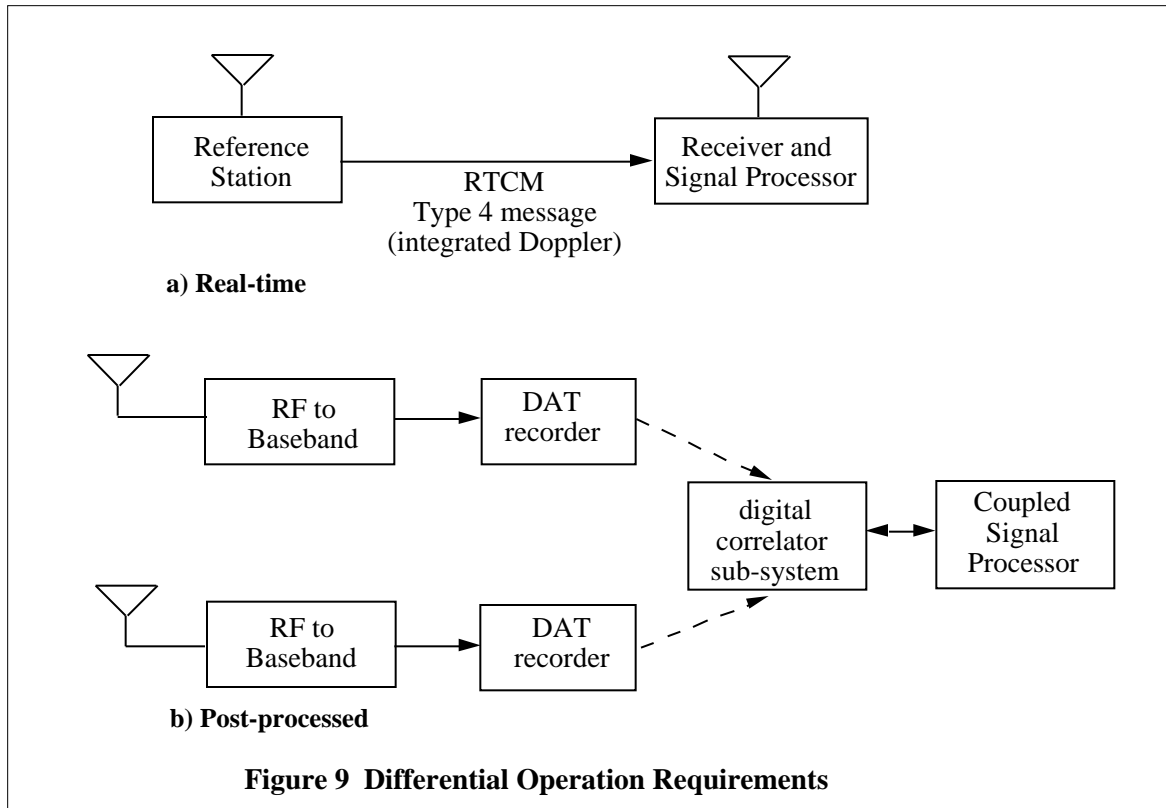 Reference
Station
Receiver and
Signal Processor
RTCM
Type 4 message
(integrated Doppler)
a) Real-time
RF to
Baseband
DAT
recorder
digital
correlator
sub-system
Coupled
Signal
Processor
RF to
Baseband
DAT
recorder
b) Post-processed
Figure 9  Differential Operation Requirements